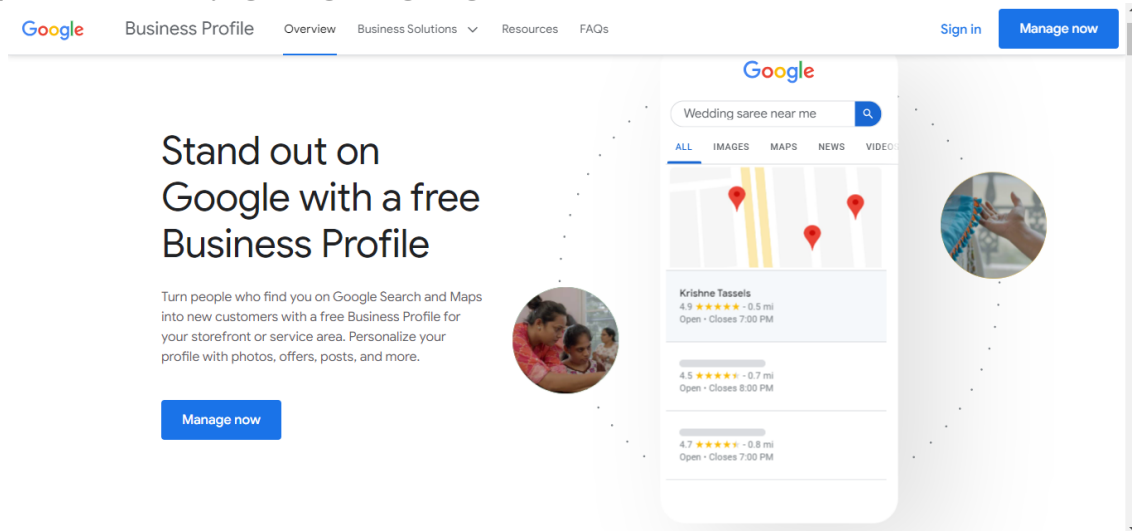 Google Business Profile Overview Business Solutions Resources FAQs Sign in Manage now
Stand out on
Google with a free
Business Profile
Turn people who find you on Google Search and Maps
into new customers with a free Business Profile for
your storefront or service area. Personalize your
profile with photos, offers, posts, and more.
Manage now
Google
Wedding saree near me
ALL IMAGES MAPS NEWS VIDEOS
Krishne Tassels
4.9 ★★★★★ - 0.5 mi
Open • Closes 7:00 PM
4.5 ★★★★★ - 0.7 mi
Open • Closes 8:00 PM
4.7 ★★★★★ - 0.8 mi
Open • Closes 7:00 PM